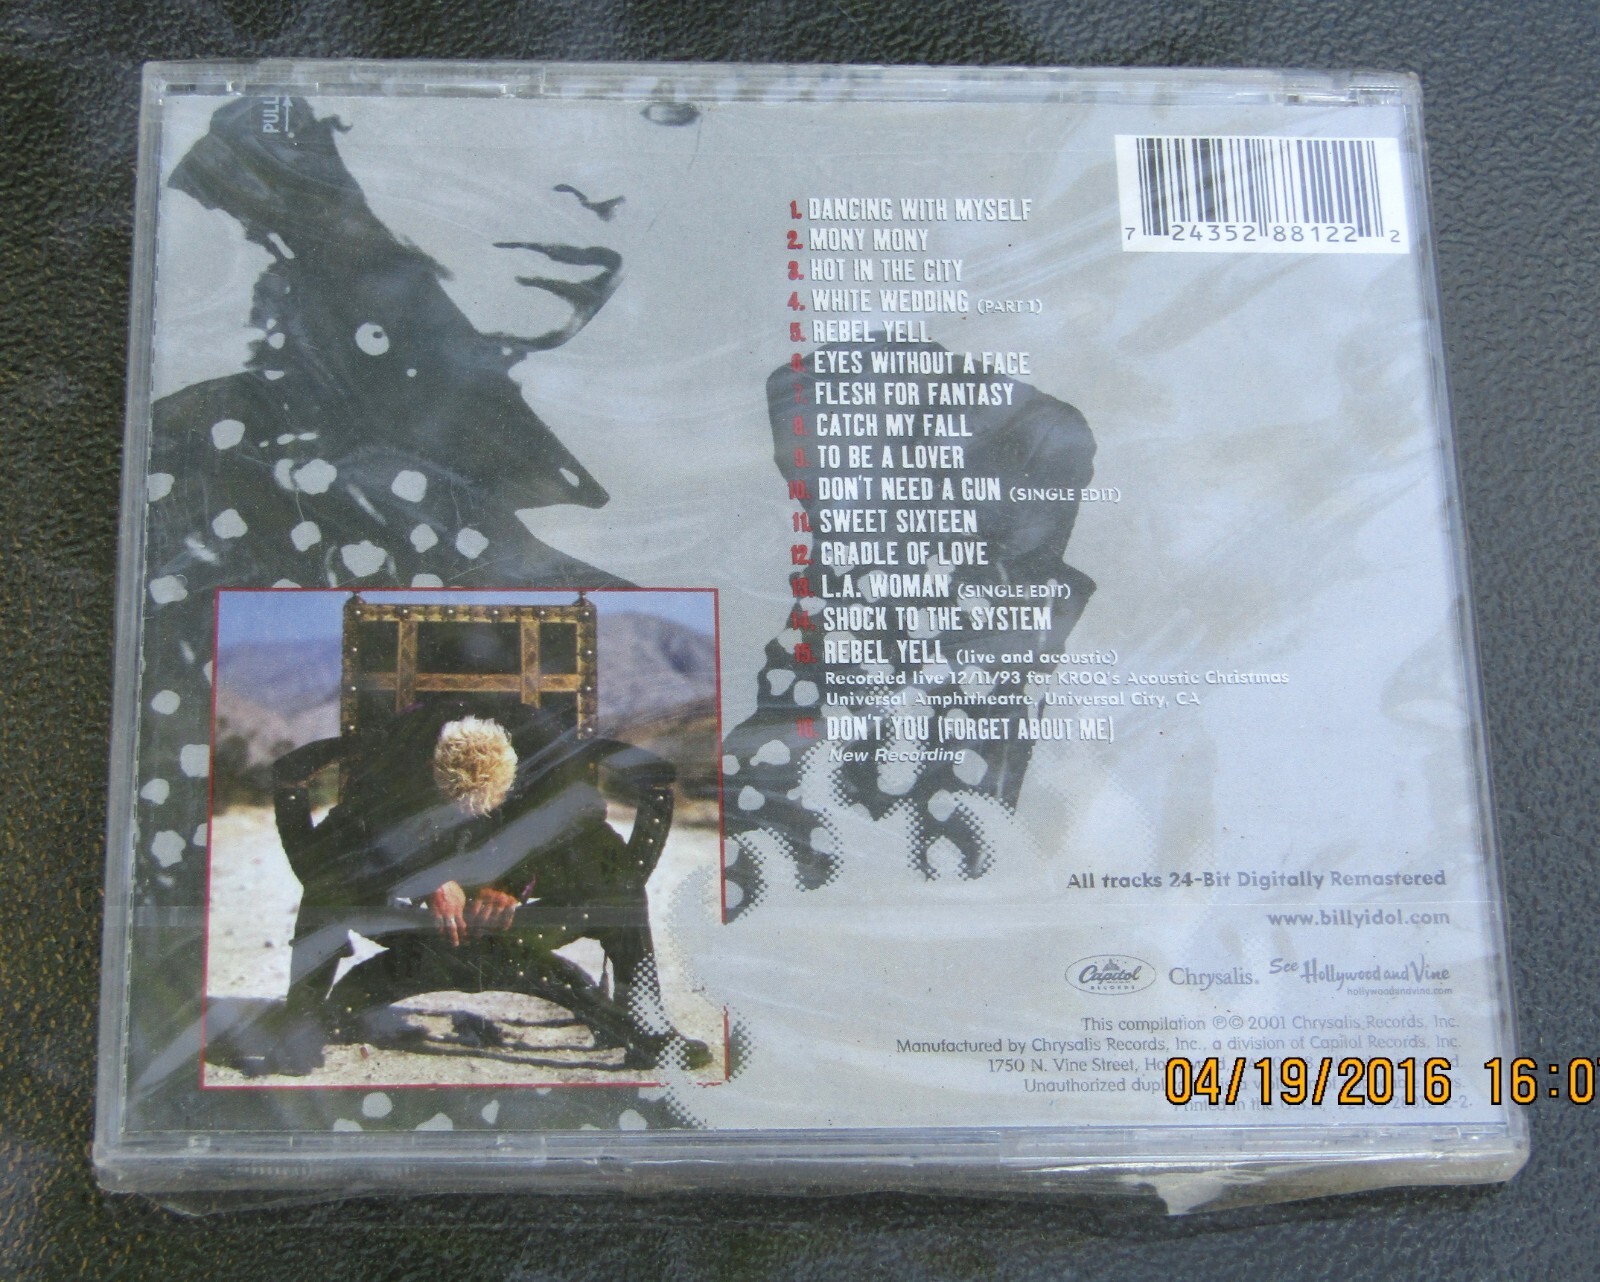 PULL
1. DANCING WITH MYSELF
2. MONY MONY
3. HOT IN THE CITY
4. WHITE WEDDING (PART 1)
5. REBEL YELL
6. EYES WITHOUT A FACE
7. FLESH FOR FANTASY
8. CATCH MY FALL
9. TO BE A LOVER
10. DON'T NEED A GUN (SINGLE EDIT)
11. SWEET SIXTEEN
12. CRADLE OF LOVE
13. L.A. WOMAN (SINGLE EDIT)
14. SHOCK TO THE SYSTEM
15. REBEL YELL (live and acoustic)
Recorded live 12/11/93 for KROQ's Acoustic Christmas
Universal Amphitheatre, Universal City, CA
16. DON'T YOU (FORGET ABOUT ME)
New Recording
7 24352 88122 2
All tracks 24-Bit Digitally Remastered
www.billyidol.com
Capitol RECORDS Chrysalis. See Hollywood and Vine
hollywoodandvine.com
This compilation ℗© 2001 Chrysalis Records, Inc.
Manufactured by Chrysalis Records, Inc., a division of Capitol Records, Inc.
1750 N. Vine Street,
Unauthorized
Printed in the U.S.A.
04/19/2016 16:07